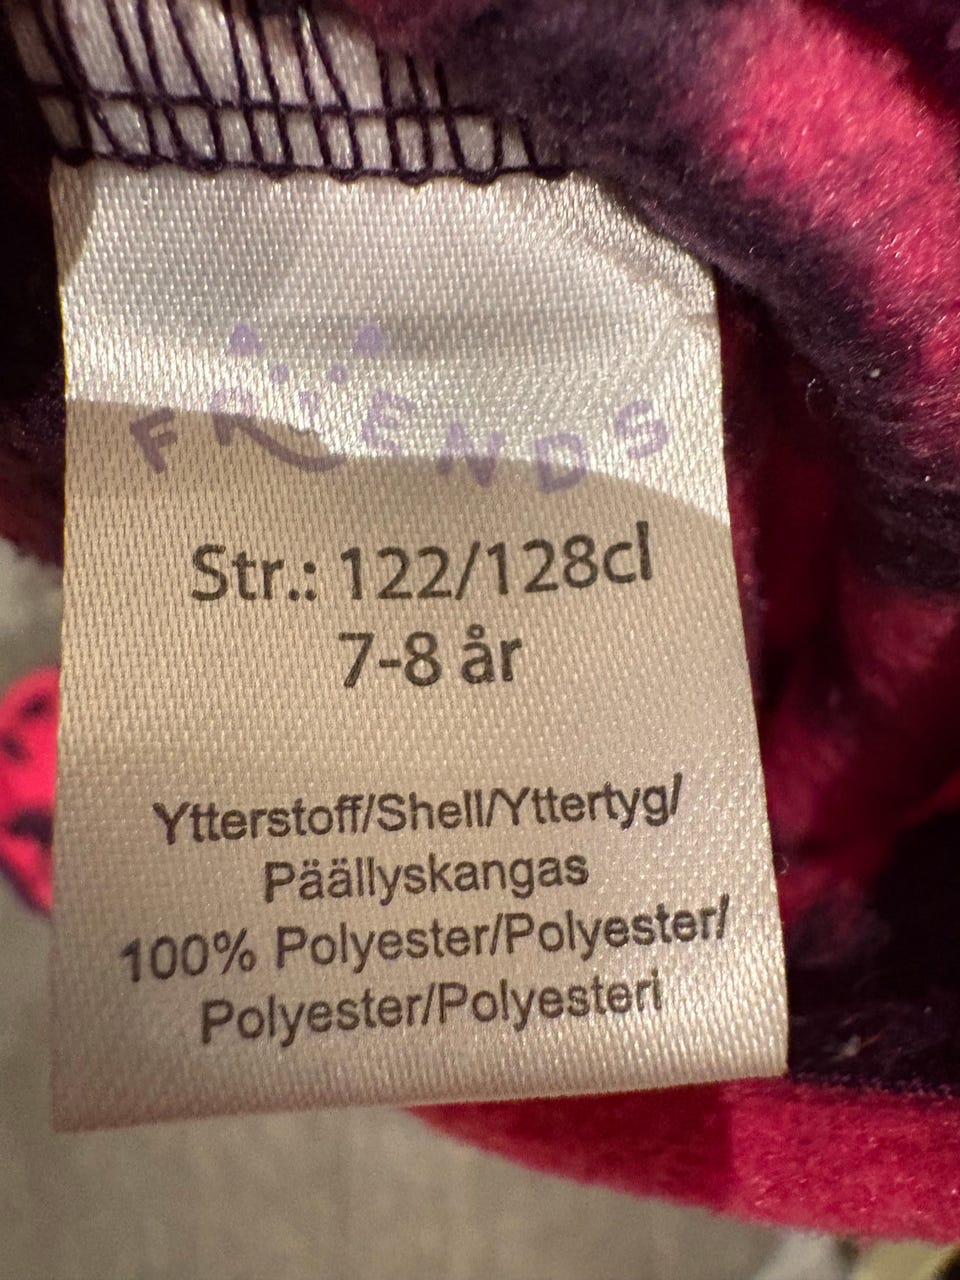 FRIENDS
Str.: 122/128cl
7-8 år
Ytterstoff/Shell/Yttertyg/
Päällyskangas
100% Polyester/Polyester/
Polyester/Polyesteri